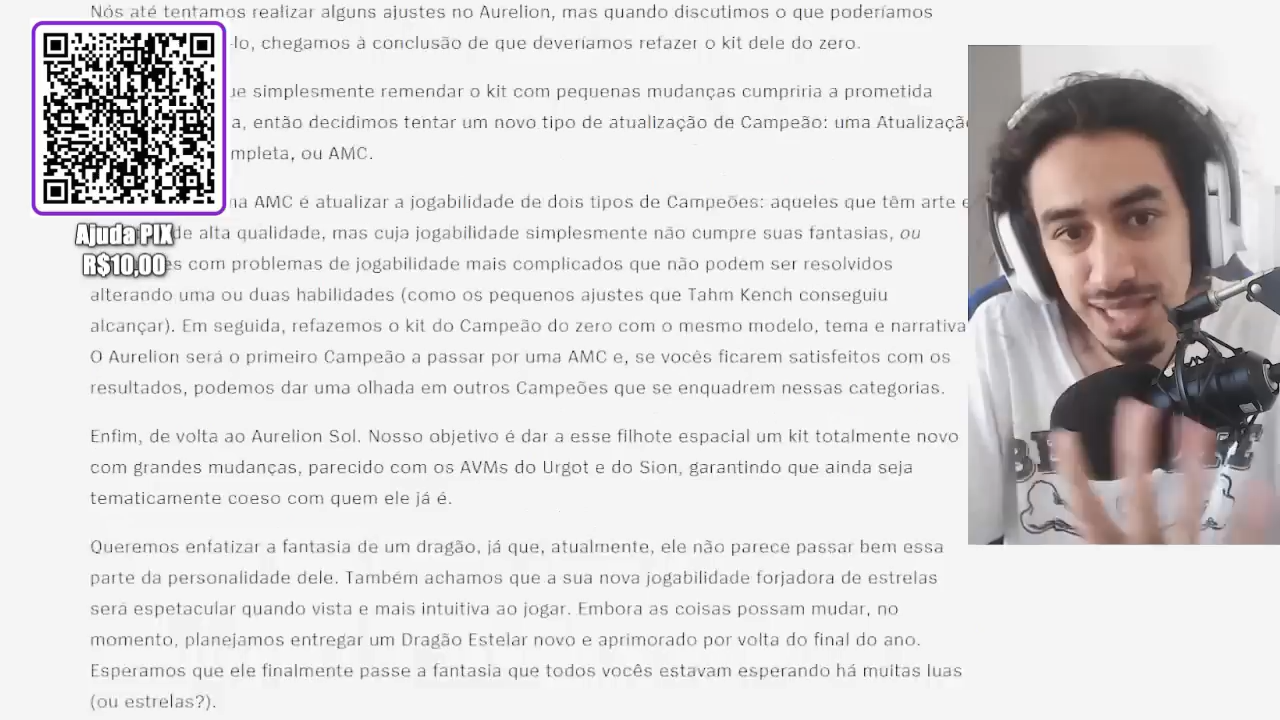 Nós até tentamos realizar alguns ajustes no Aurelion, mas quando discutimos o que poderíamos
-lo, chegamos à conclusão de que deveríamos refazer o kit dele do zero.
ue simplesmente remendar o kit com pequenas mudanças cumpriria a prometida
a, então decidimos tentar um novo tipo de atualização de Campeão: uma Atualização
mpleta, ou AMC.
na AMC é atualizar a jogabilidade de dois tipos de Campeões: aqueles que têm arte e
de alta qualidade, mas cuja jogabilidade simplesmente não cumpre suas fantasias, ou
es com problemas de jogabilidade mais complicados que não podem ser resolvidos
alterando uma ou duas habilidades (como os pequenos ajustes que Tahm Kench conseguiu
alcançar). Em seguida, refazemos o kit do Campeão do zero com o mesmo modelo, tema e narrativa
O Aurelion será o primeiro Campeão a passar por uma AMC e, se vocês ficarem satisfeitos com os
resultados, podemos dar uma olhada em outros Campeões que se enquadrem nessas categorias.
Enfim, de volta ao Aurelion Sol. Nosso objetivo é dar a esse filhote espacial um kit totalmente novo
com grandes mudanças, parecido com os AVMs do Urgot e do Sion, garantindo que ainda seja
tematicamente coeso com quem ele já é.
Queremos enfatizar a fantasia de um dragão, já que, atualmente, ele não parece passar bem essa
parte da personalidade dele. Também achamos que a sua nova jogabilidade forjadora de estrelas
será espetacular quando vista e mais intuitiva ao jogar. Embora as coisas possam mudar, no
momento, planejamos entregar um Dragão Estelar novo e aprimorado por volta do final do ano.
Esperamos que ele finalmente passe a fantasia que todos vocês estavam esperando há muitas luas
(ou estrelas?).
Ajuda PIX
R$10,00